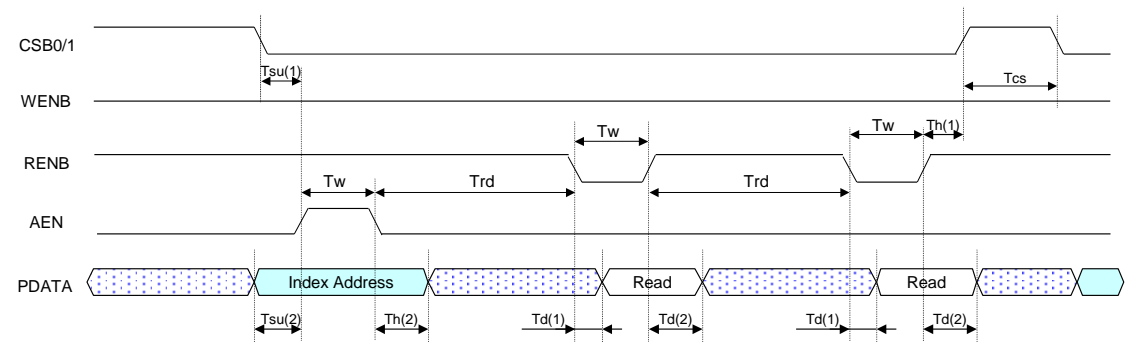 CSB0/1
Tsu(1)
Tcs
WENB
Tw
Tw
Th(1)
RENB
Tw
Trd
Trd
AEN
PDATA
Index Address
Read
Read
Tsu(2)
Th(2)
Td(1)
Td(2)
Td(1)
Td(2)